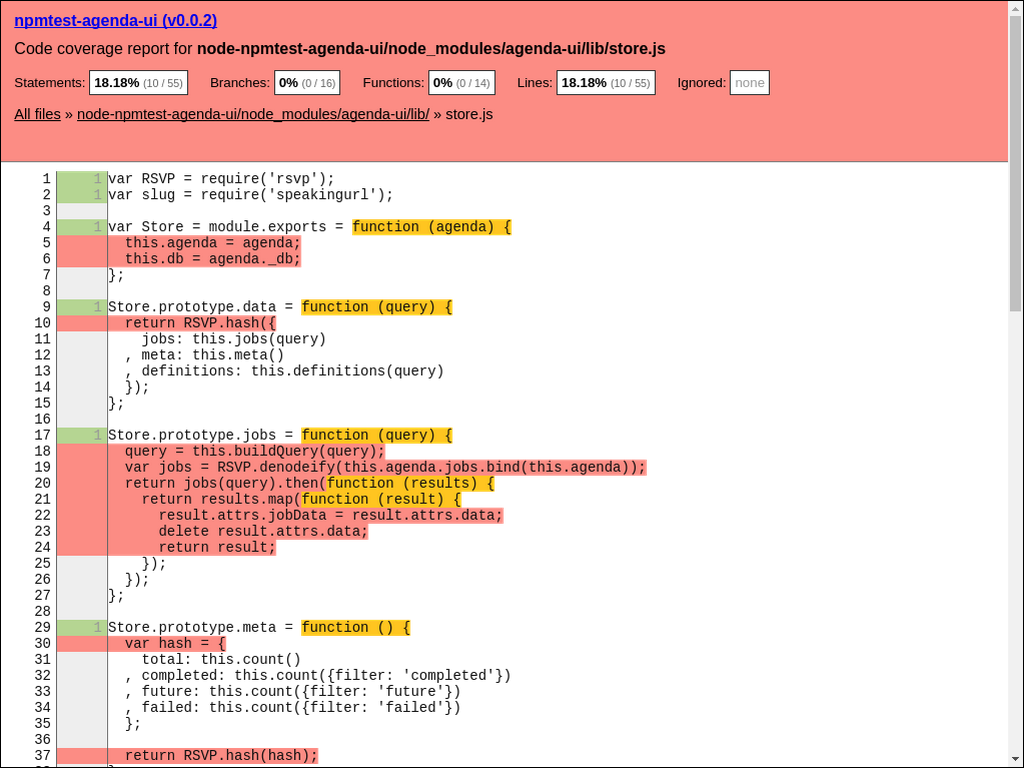 npmtest-agenda-ui (v0.0.2)
Code coverage report for node-npmtest-agenda-ui/node_modules/agenda-ui/lib/store.js
Statements: 18.18% (10 / 55) Branches: 0% (0 / 16) Functions: 0% (0 / 14) Lines: 18.18% (10 / 55) Ignored: none
All files » node-npmtest-agenda-ui/node_modules/agenda-ui/lib/ » store.js
1 1 var RSVP = require('rsvp');
2 1 var slug = require('speakingurl');
3
4 1 var Store = module.exports = function (agenda) {
5   this.agenda = agenda;
6   this.db = agenda._db;
7 };
8
9 1 Store.prototype.data = function (query) {
10   return RSVP.hash({
11     jobs: this.jobs(query)
12   , meta: this.meta()
13   , definitions: this.definitions(query)
14   });
15 };
16
17 1 Store.prototype.jobs = function (query) {
18   query = this.buildQuery(query);
19   var jobs = RSVP.denodeify(this.agenda.jobs.bind(this.agenda));
20   return jobs(query).then(function (results) {
21     return results.map(function (result) {
22       result.attrs.jobData = result.attrs.data;
23       delete result.attrs.data;
24       return result;
25     });
26   });
27 };
28
29 1 Store.prototype.meta = function () {
30   var hash = {
31     total: this.count()
32   , completed: this.count({filter: 'completed'})
33   , future: this.count({filter: 'future'})
34   , failed: this.count({filter: 'failed'})
35   };
36
37   return RSVP.hash(hash);